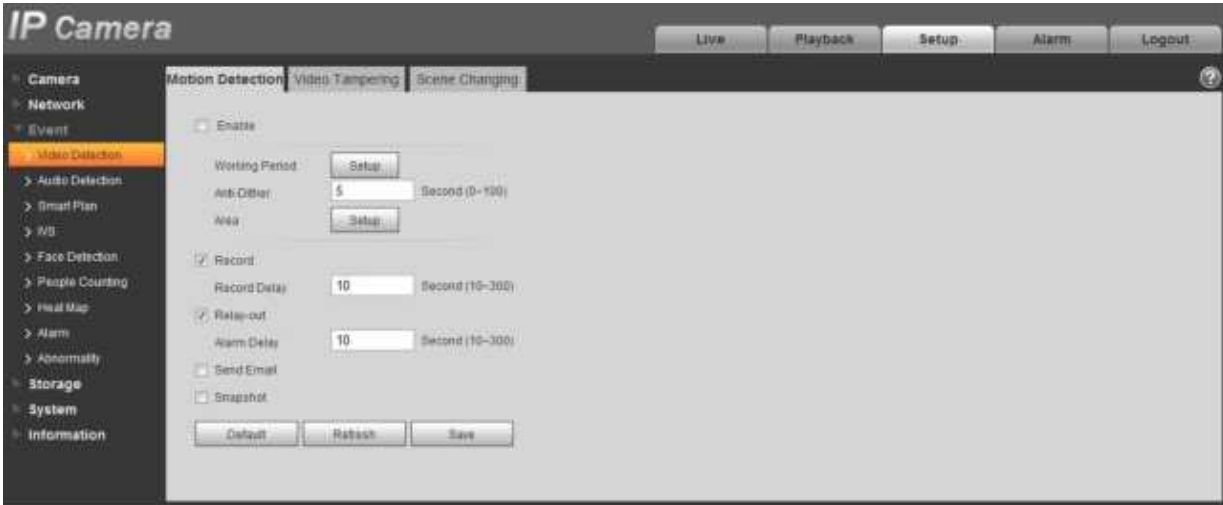 IP Camera
Live Playback Setup Alarm Logout
Motion Detection Video Tampering Scene Changing ?
Camera
Network
Event
Video Detection
Audio Detection
Smart Plan
IVS
Face Detection
People Counting
Heat Map
Alarm
Abnormality
Storage
System
Information
Enable
Working Period Setup
Anti-Dither 5 Second (0~100)
Area Setup
Record
Record Delay 10 Second (10~300)
Relay-out
Alarm Delay 10 Second (10~300)
Send Email
Snapshot
Default Refresh Save